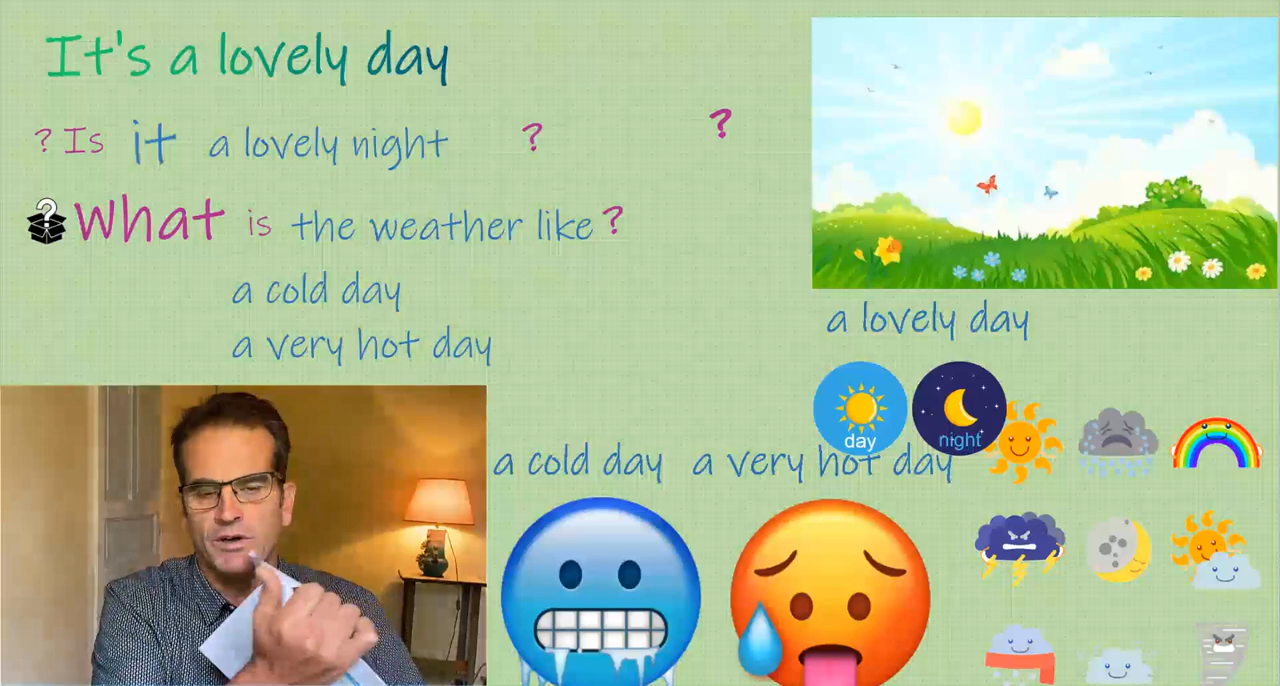 It's a lovely day
? Is it a lovely night ? ?
? What is the weather like ?
a cold day
a very hot day
a lovely day
day night
a cold day a very hot day